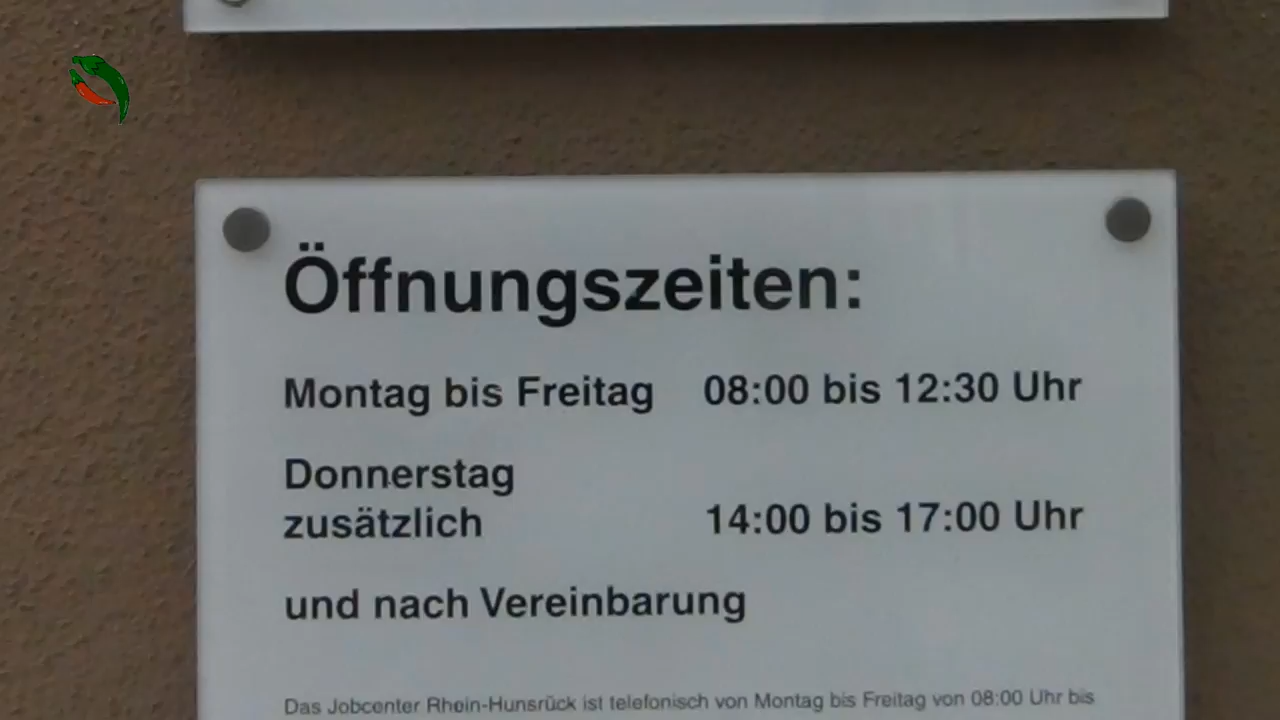 Öffnungszeiten:
Montag bis Freitag 08:00 bis 12:30 Uhr
Donnerstag
zusätzlich 14:00 bis 17:00 Uhr
und nach Vereinbarung
Das Jobcenter Rhein-Hunsrück ist telefonisch von Montag bis Freitag von 08:00 Uhr bis